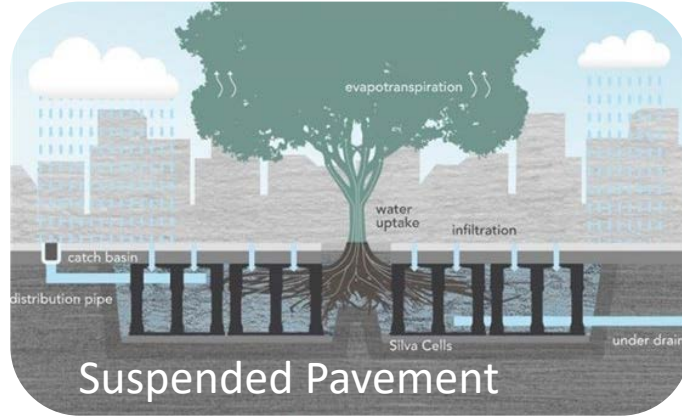 evapotranspiration
water
uptake
infiltration
catch basin
distribution pipe
Silva Cells
under drain
Suspended Pavement